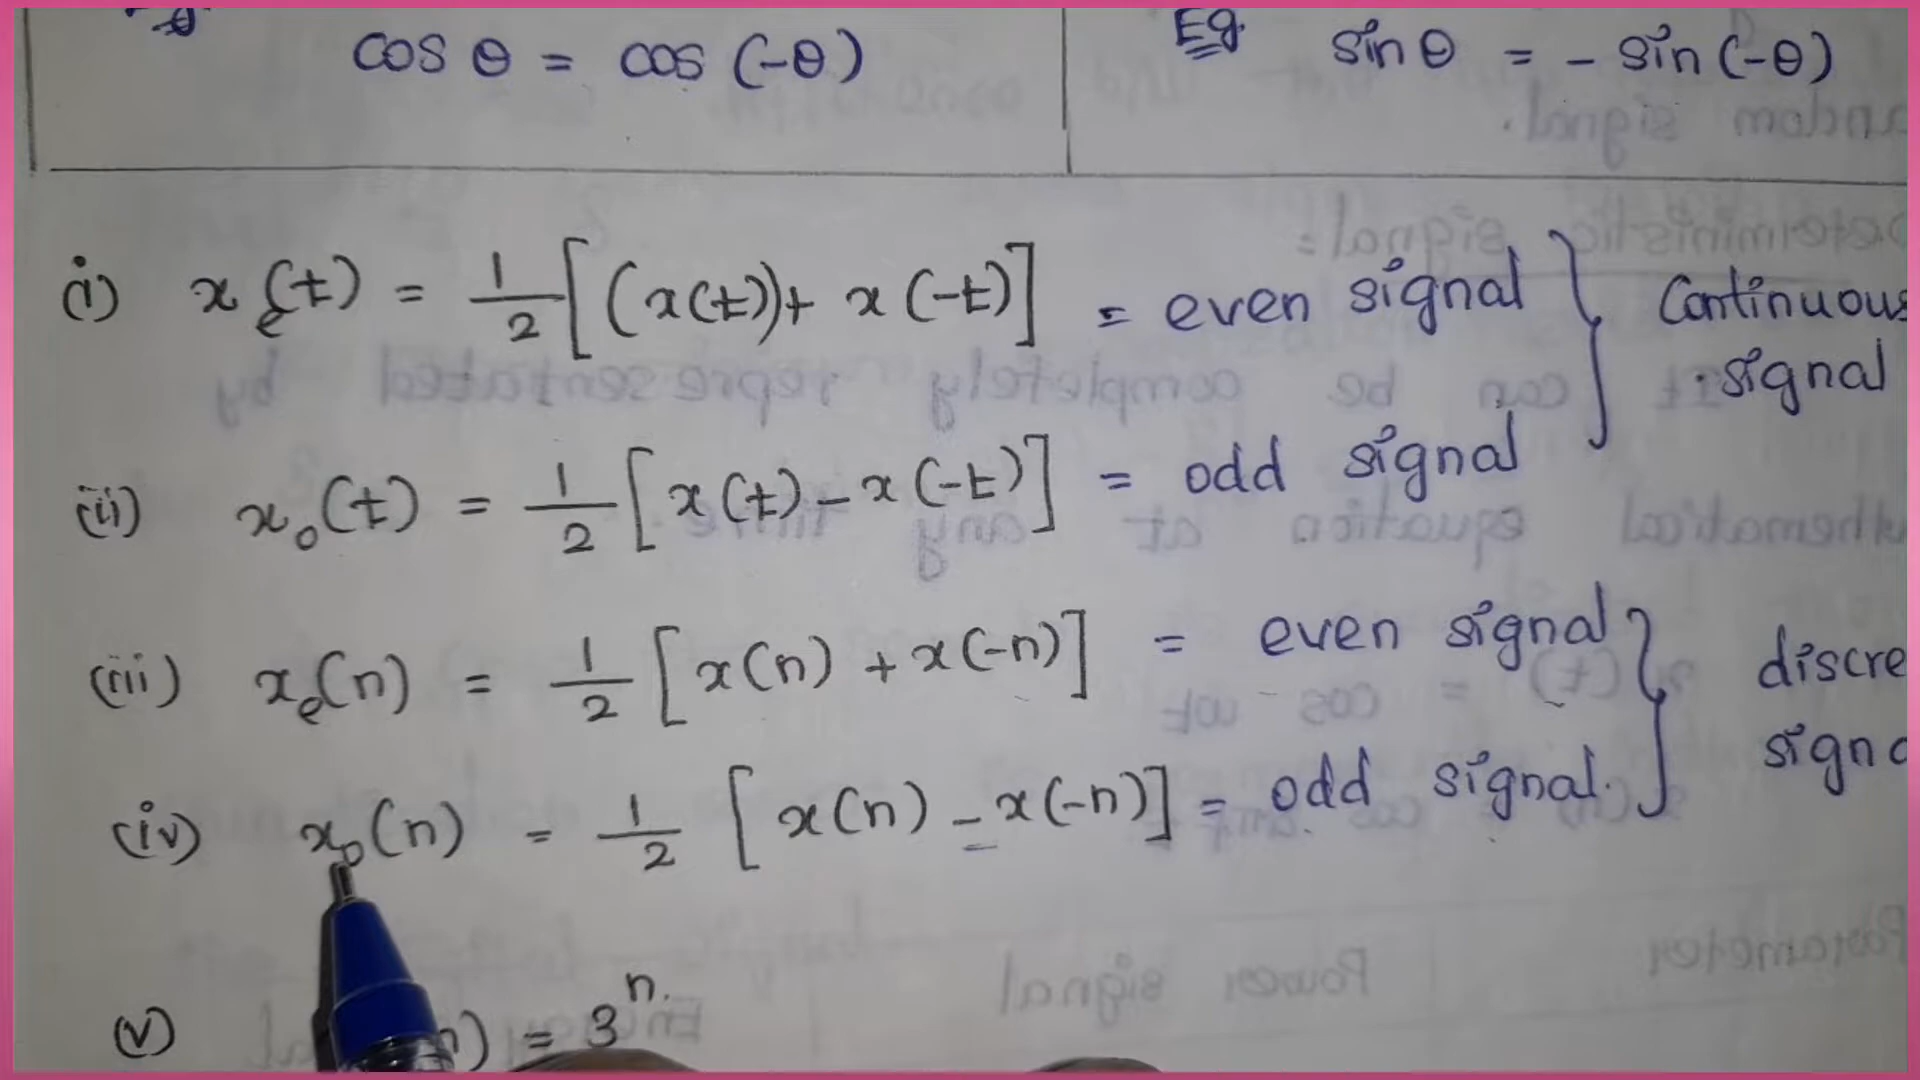 cos θ = cos (-θ)
Eg. sin θ = - sin (-θ)
(i) xₑ(t) = 1/2 [(x(t)) + x(-t)] = even signal } Continuous signal
(ii) xₒ(t) = 1/2 [x(t) - x(-t)] = odd signal
(iii) xₑ(n) = 1/2 [x(n) + x(-n)] = even signal } discre
signa
(iv) xₒ(n) = 1/2 [x(n) - x(-n)] = odd signal.
(v) n) = 3ⁿ.